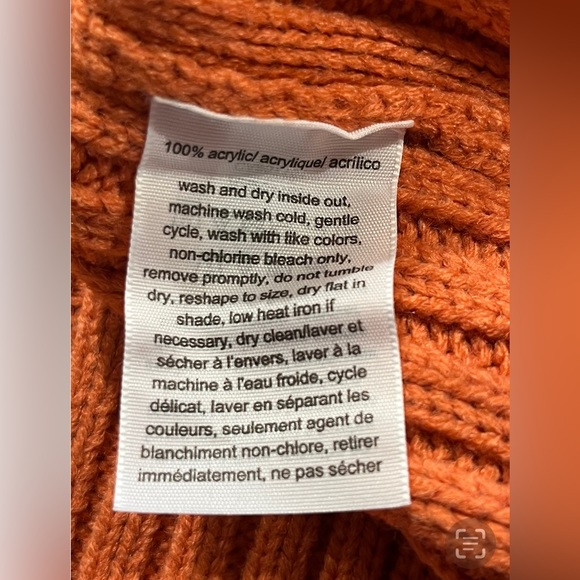 100% acrylic/ acrylique/ acrílico
wash and dry inside out,
machine wash cold, gentle
cycle, wash with like colors,
non-chlorine bleach only,
remove promptly, do not tumble
dry, reshape to size, dry flat in
shade, low heat iron if
necessary, dry clean/laver et
sécher à l'envers, laver à la
machine à l'eau froide, cycle
délicat, laver en séparant les
couleurs, seulement agent de
blanchiment non-chlore, retirer
immédiatement, ne pas sécher